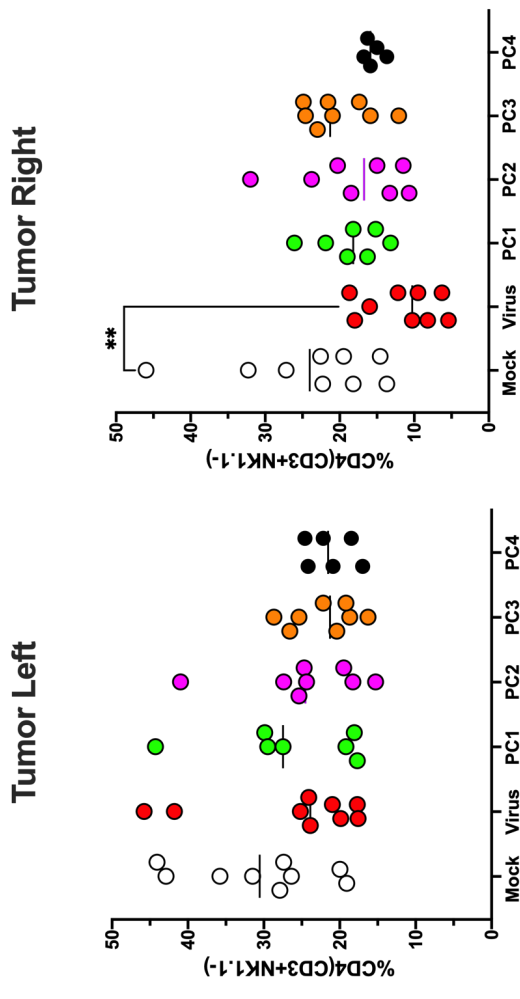 Tumor Left
%CD4(CD3+NK1.1-)
50
40
30
20
10
0
Mock
Virus
PC1
PC2
PC3
PC4
Tumor Right
%CD4(CD3+NK1.1-)
50
40
30
20
10
0
**
Mock
Virus
PC1
PC2
PC3
PC4